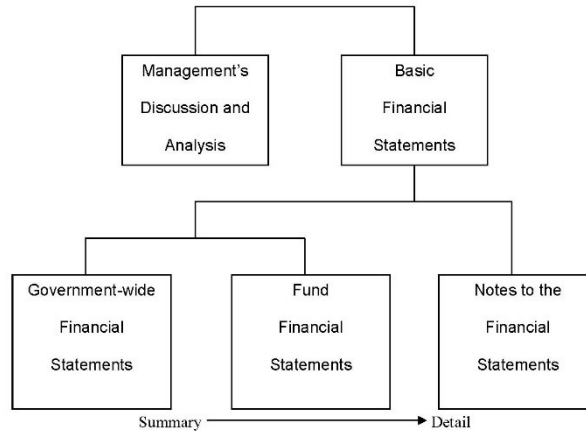 Management's
Discussion and
Analysis
Basic
Financial
Statements
Government-wide
Financial
Statements
Fund
Financial
Statements
Notes to the
Financial
Statements
Summary
Detail